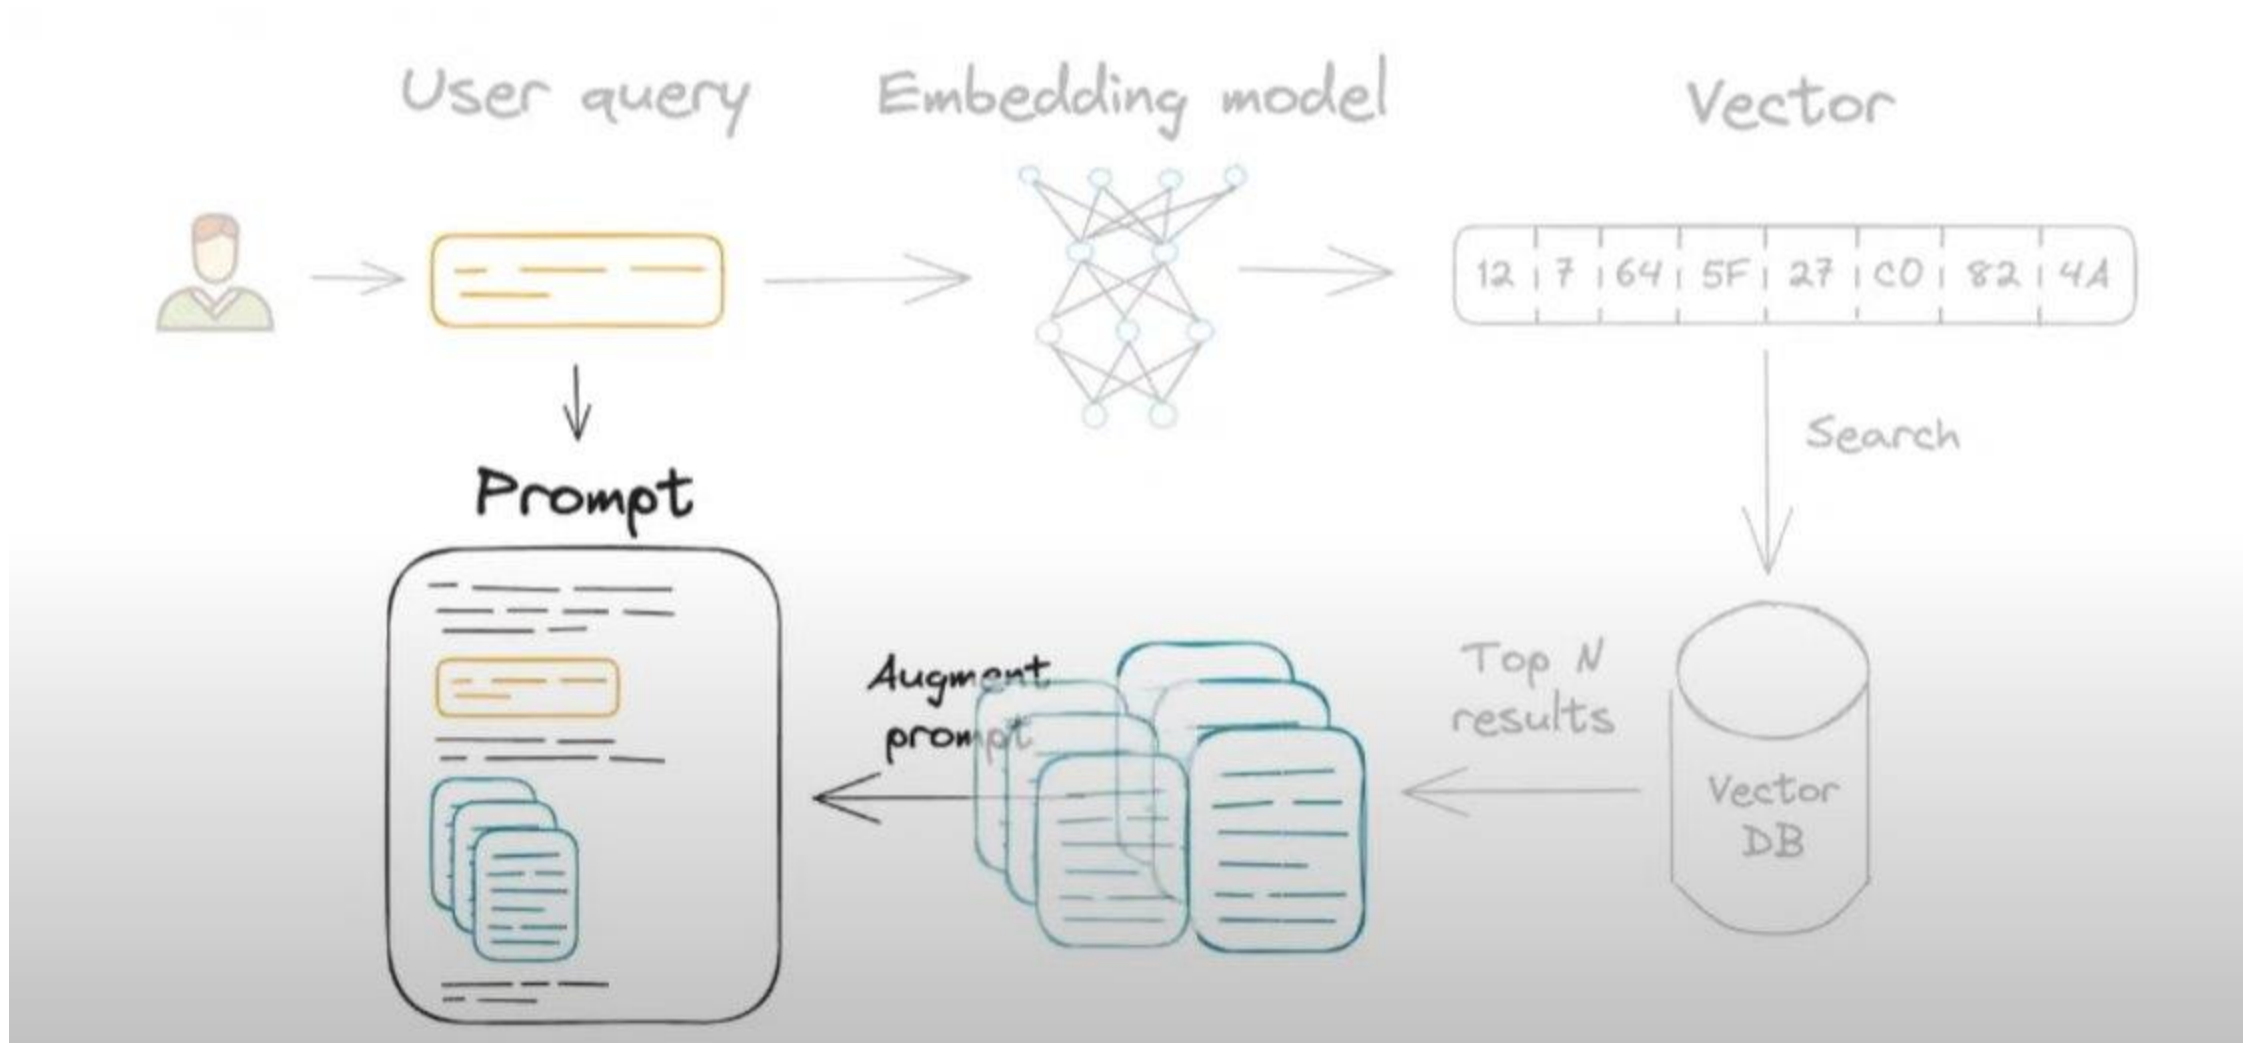 User query
Embedding model
Vector
12 7 64 5F 27 C0 82 4A
Search
Prompt
Augment
prompt
Top N
results
Vector
DB